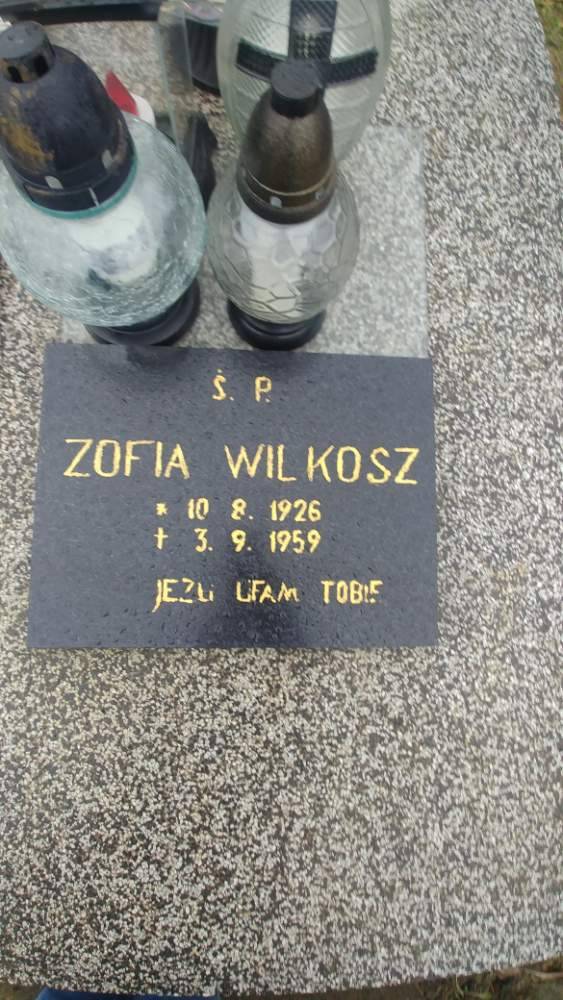 Ś. P.
ZOFIA WILKOSZ
* 10 8. 1926
† 3. 9. 1959
JEZU UFAM TOBIE